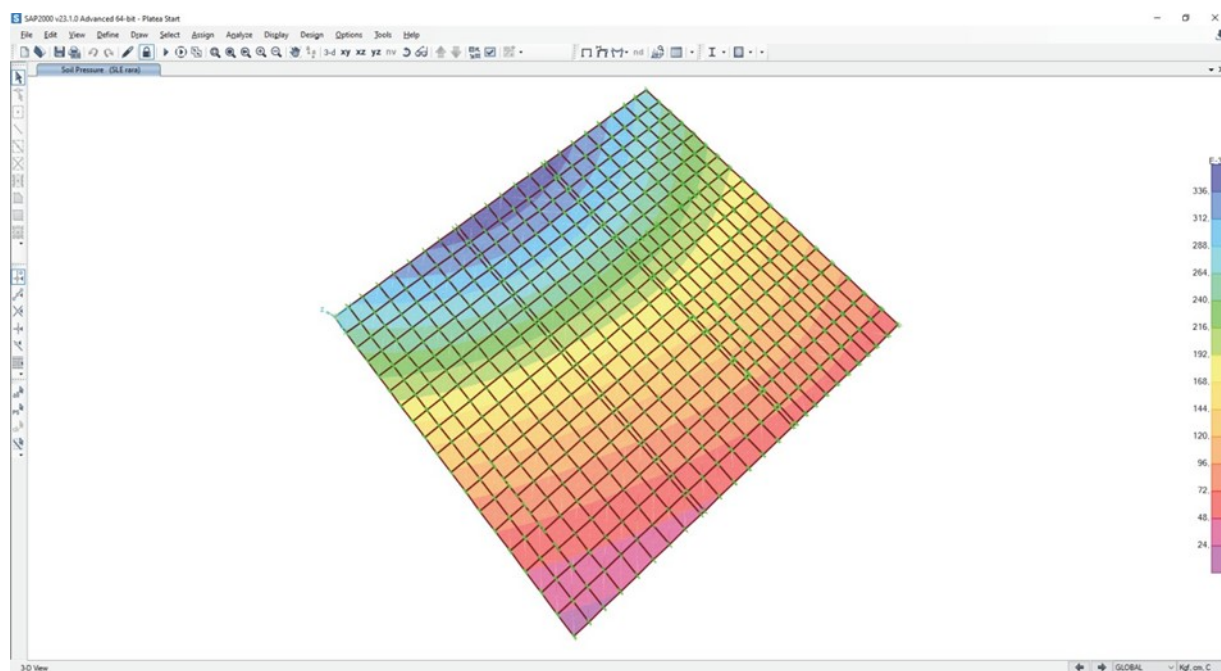 SAP2000 v23.1.0 Advanced 64-bit - Platea Start
File Edit View Define Draw Select Assign Analyze Display Design Options Tools Help
3-d xy xz yz nv nd
Soil Pressure (SLE rara)
336.
312.
288.
264.
240.
216.
192.
168.
144.
120.
96.
72.
48.
24.
Z
3-D View GLOBAL Kgf, cm, C